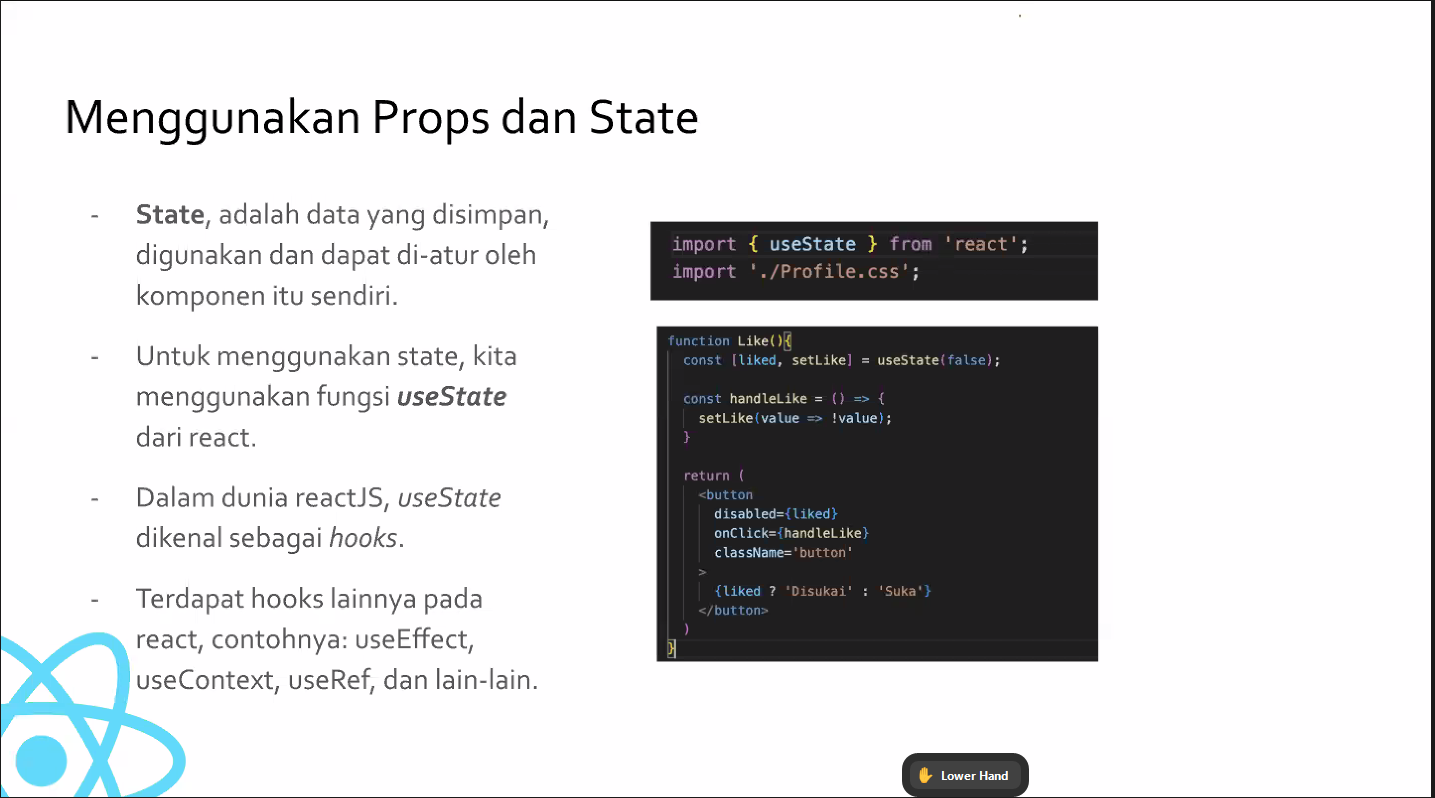 Menggunakan Props dan State
- State, adalah data yang disimpan,
digunakan dan dapat di-atur oleh
komponen itu sendiri.
- Untuk menggunakan state, kita
menggunakan fungsi useState
dari react.
- Dalam dunia reactJS, useState
dikenal sebagai hooks.
- Terdapat hooks lainnya pada
react, contohnya: useEffect,
useContext, useRef, dan lain-lain.
import { useState } from 'react';
import './Profile.css';
function Like(){
const [liked, setLike] = useState(false);
const handleLike = () => {
setLike(value => !value);
}
return (
<button
disabled={liked}
onClick={handleLike}
className='button'
>
{liked ? 'Disukai' : 'Suka'}
</button>
)
}
Lower Hand